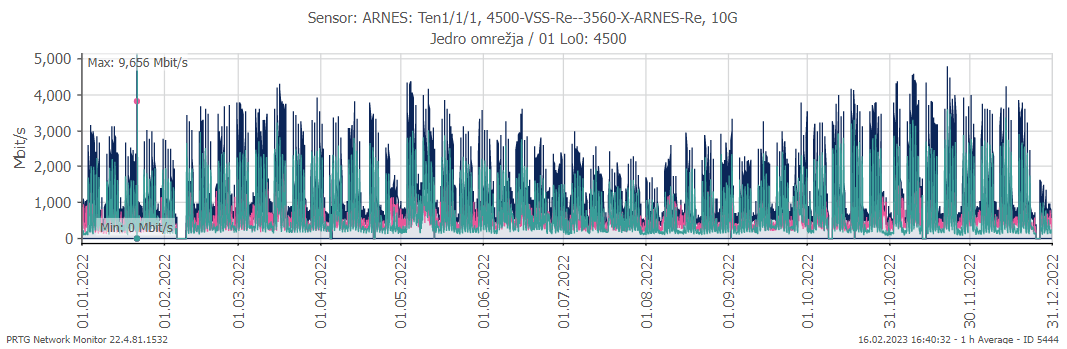 Sensor: ARNES: Ten1/1/1, 4500-VSS-Re--3560-X-ARNES-Re, 10G
Jedro omrežja / 01 Lo0: 4500
Max: 9,656 Mbit/s
5,000
4,000
3,000
2,000
1,000
0
Mbit/s
Min: 0 Mbit/s
01.01.2022
01.02.2022
01.03.2022
01.04.2022
01.05.2022
01.06.2022
01.07.2022
01.08.2022
01.09.2022
01.10.2022
31.10.2022
30.11.2022
31.12.2022
PRTG Network Monitor 22.4.81.1532
16.02.2023 16:40:32 - 1 h Average - ID 5444